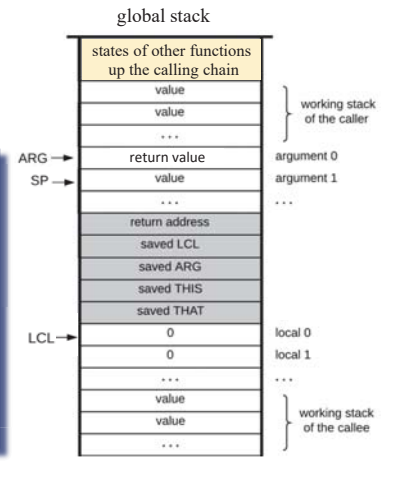 global stack
states of other functions
up the calling chain
value
value
...
working stack
of the caller
ARG
return value
argument 0
SP
value
argument 1
...
...
return address
saved LCL
saved ARG
saved THIS
saved THAT
LCL
0
local 0
0
local 1
...
...
value
value
...
working stack
of the callee